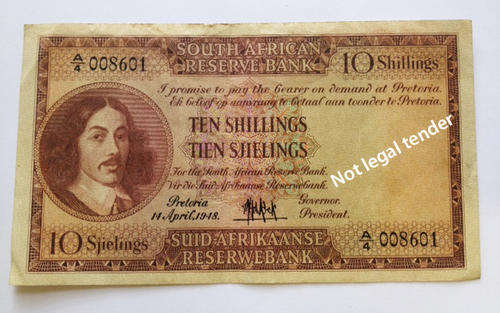 SOUTH AFRICAN
RESERVE BANK
A/4 008601
10 Shillings
I promise to pay the Bearer on demand at Pretoria.
Ek beloof op aanvraag te betaal aan toonder te Pretoria.
TEN SHILLINGS
TIEN SJIELINGS
For the South African Reserve Bank.
Vir die Suid Afrikaanse Reserwebank.
Pretoria
14 April, 1948.
Governor.
President.
Not legal tender
10 Sjielings
SUID-AFRIKAANSE
RESERWEBANK
A/4 008601